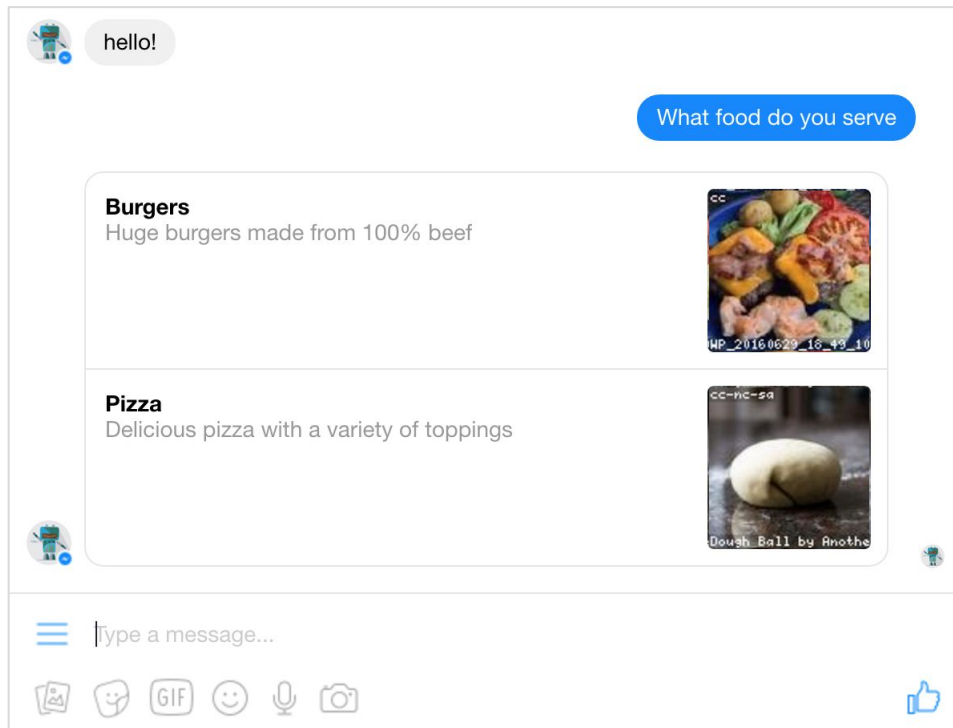 hello!
What food do you serve
Burgers
Huge burgers made from 100% beef
cc
WP_20160629_18_49_10
Pizza
Delicious pizza with a variety of toppings
cc-nc-sa
Dough Ball by Anothe
Type a message...
GIF